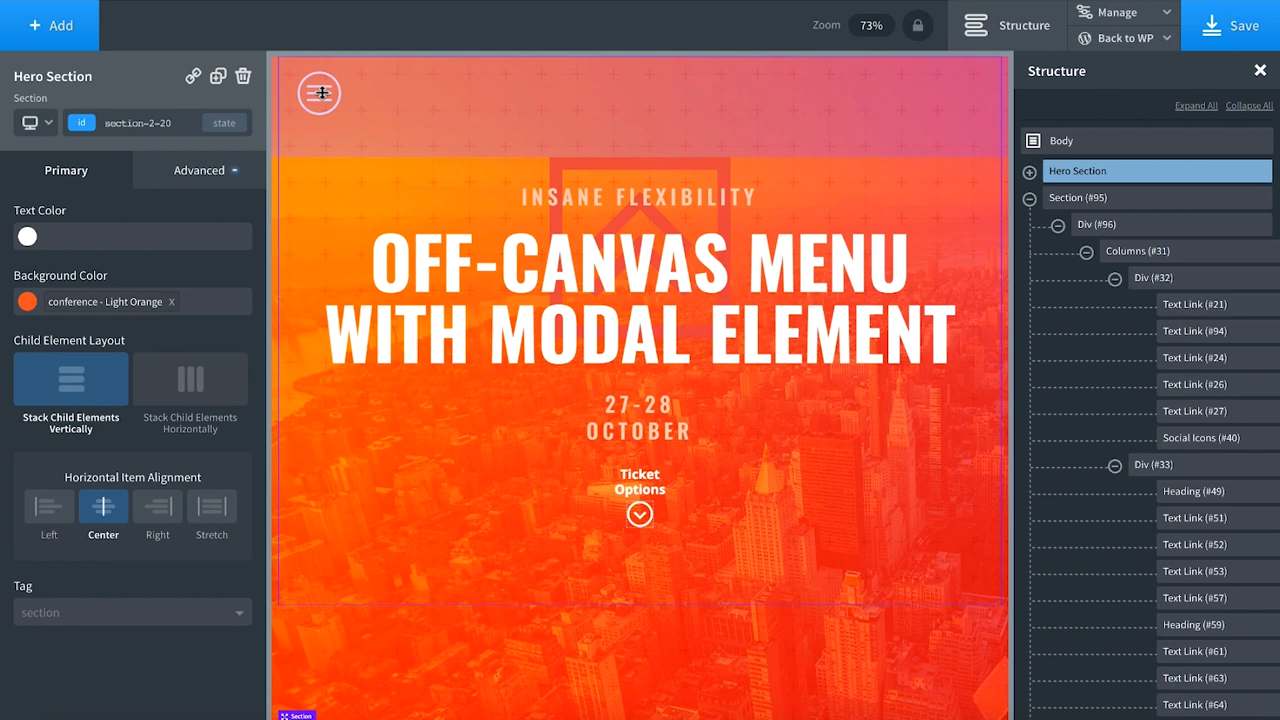 + Add
Zoom 73%
Structure
Manage
Back to WP
Save
Hero Section
Section
id section-2-20 state
Primary
Advanced
Text Color
Background Color
conference - Light Orange x
Child Element Layout
Stack Child Elements
Vertically
Stack Child Elements
Horizontally
Horizontal Item Alignment
Left
Center
Right
Stretch
Tag
section
INSANE FLEXIBILITY
OFF-CANVAS MENU
WITH MODAL ELEMENT
27-28
OCTOBER
Ticket
Options
Section
Structure
Expand All Collapse All
Body
Hero Section
Section (#95)
Div (#96)
Columns (#31)
Div (#32)
Text Link (#21)
Text Link (#94)
Text Link (#24)
Text Link (#26)
Text Link (#27)
Social Icons (#40)
Div (#33)
Heading (#49)
Text Link (#51)
Text Link (#52)
Text Link (#53)
Text Link (#57)
Heading (#59)
Text Link (#61)
Text Link (#63)
Text Link (#64)